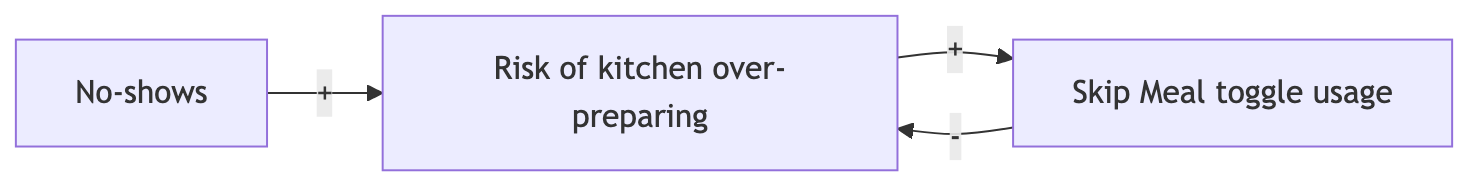 No-shows
+
Risk of kitchen over-
preparing
+
-
Skip Meal toggle usage